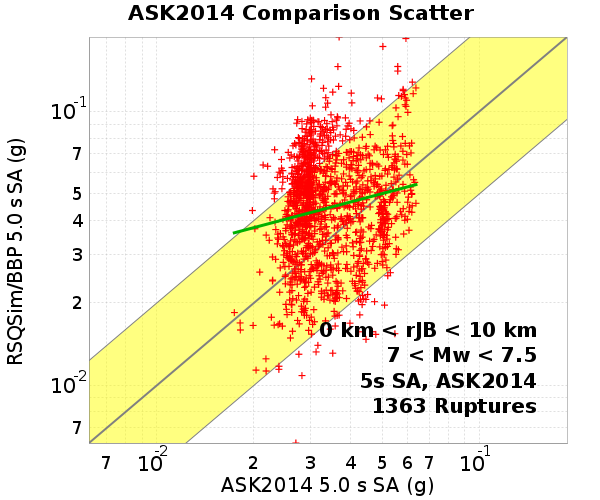 ASK2014 Comparison Scatter
RSQSim/BBP 5.0 s SA (g)
10-1
7
5
4
3
2
10-2
7
0 km < rJB < 10 km
7 < Mw < 7.5
5s SA, ASK2014
1363 Ruptures
7 10-2 2 3 4 5 6 7 10-1
ASK2014 5.0 s SA (g)